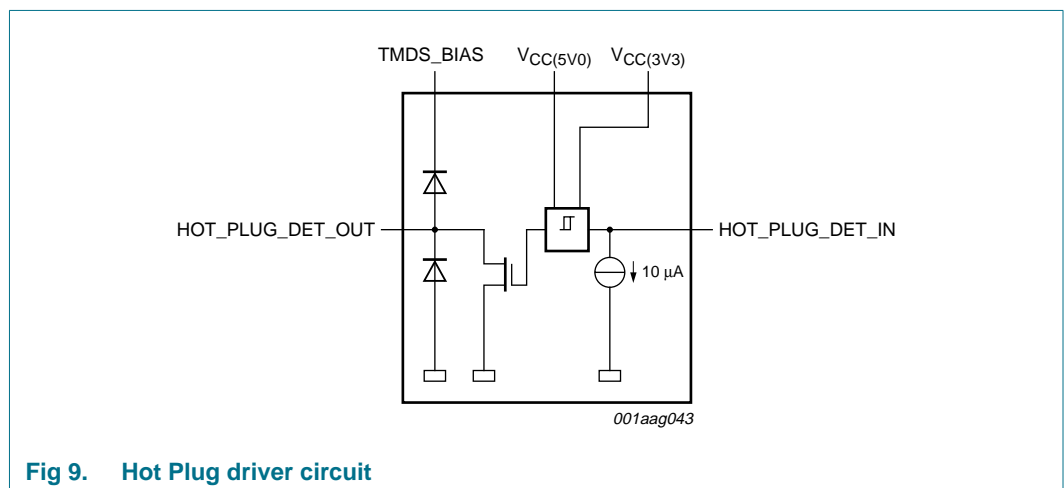 TMDS_BIAS
VCC(5V0)
VCC(3V3)
HOT_PLUG_DET_OUT
HOT_PLUG_DET_IN
10 μA
001aag043
Fig 9. Hot Plug driver circuit